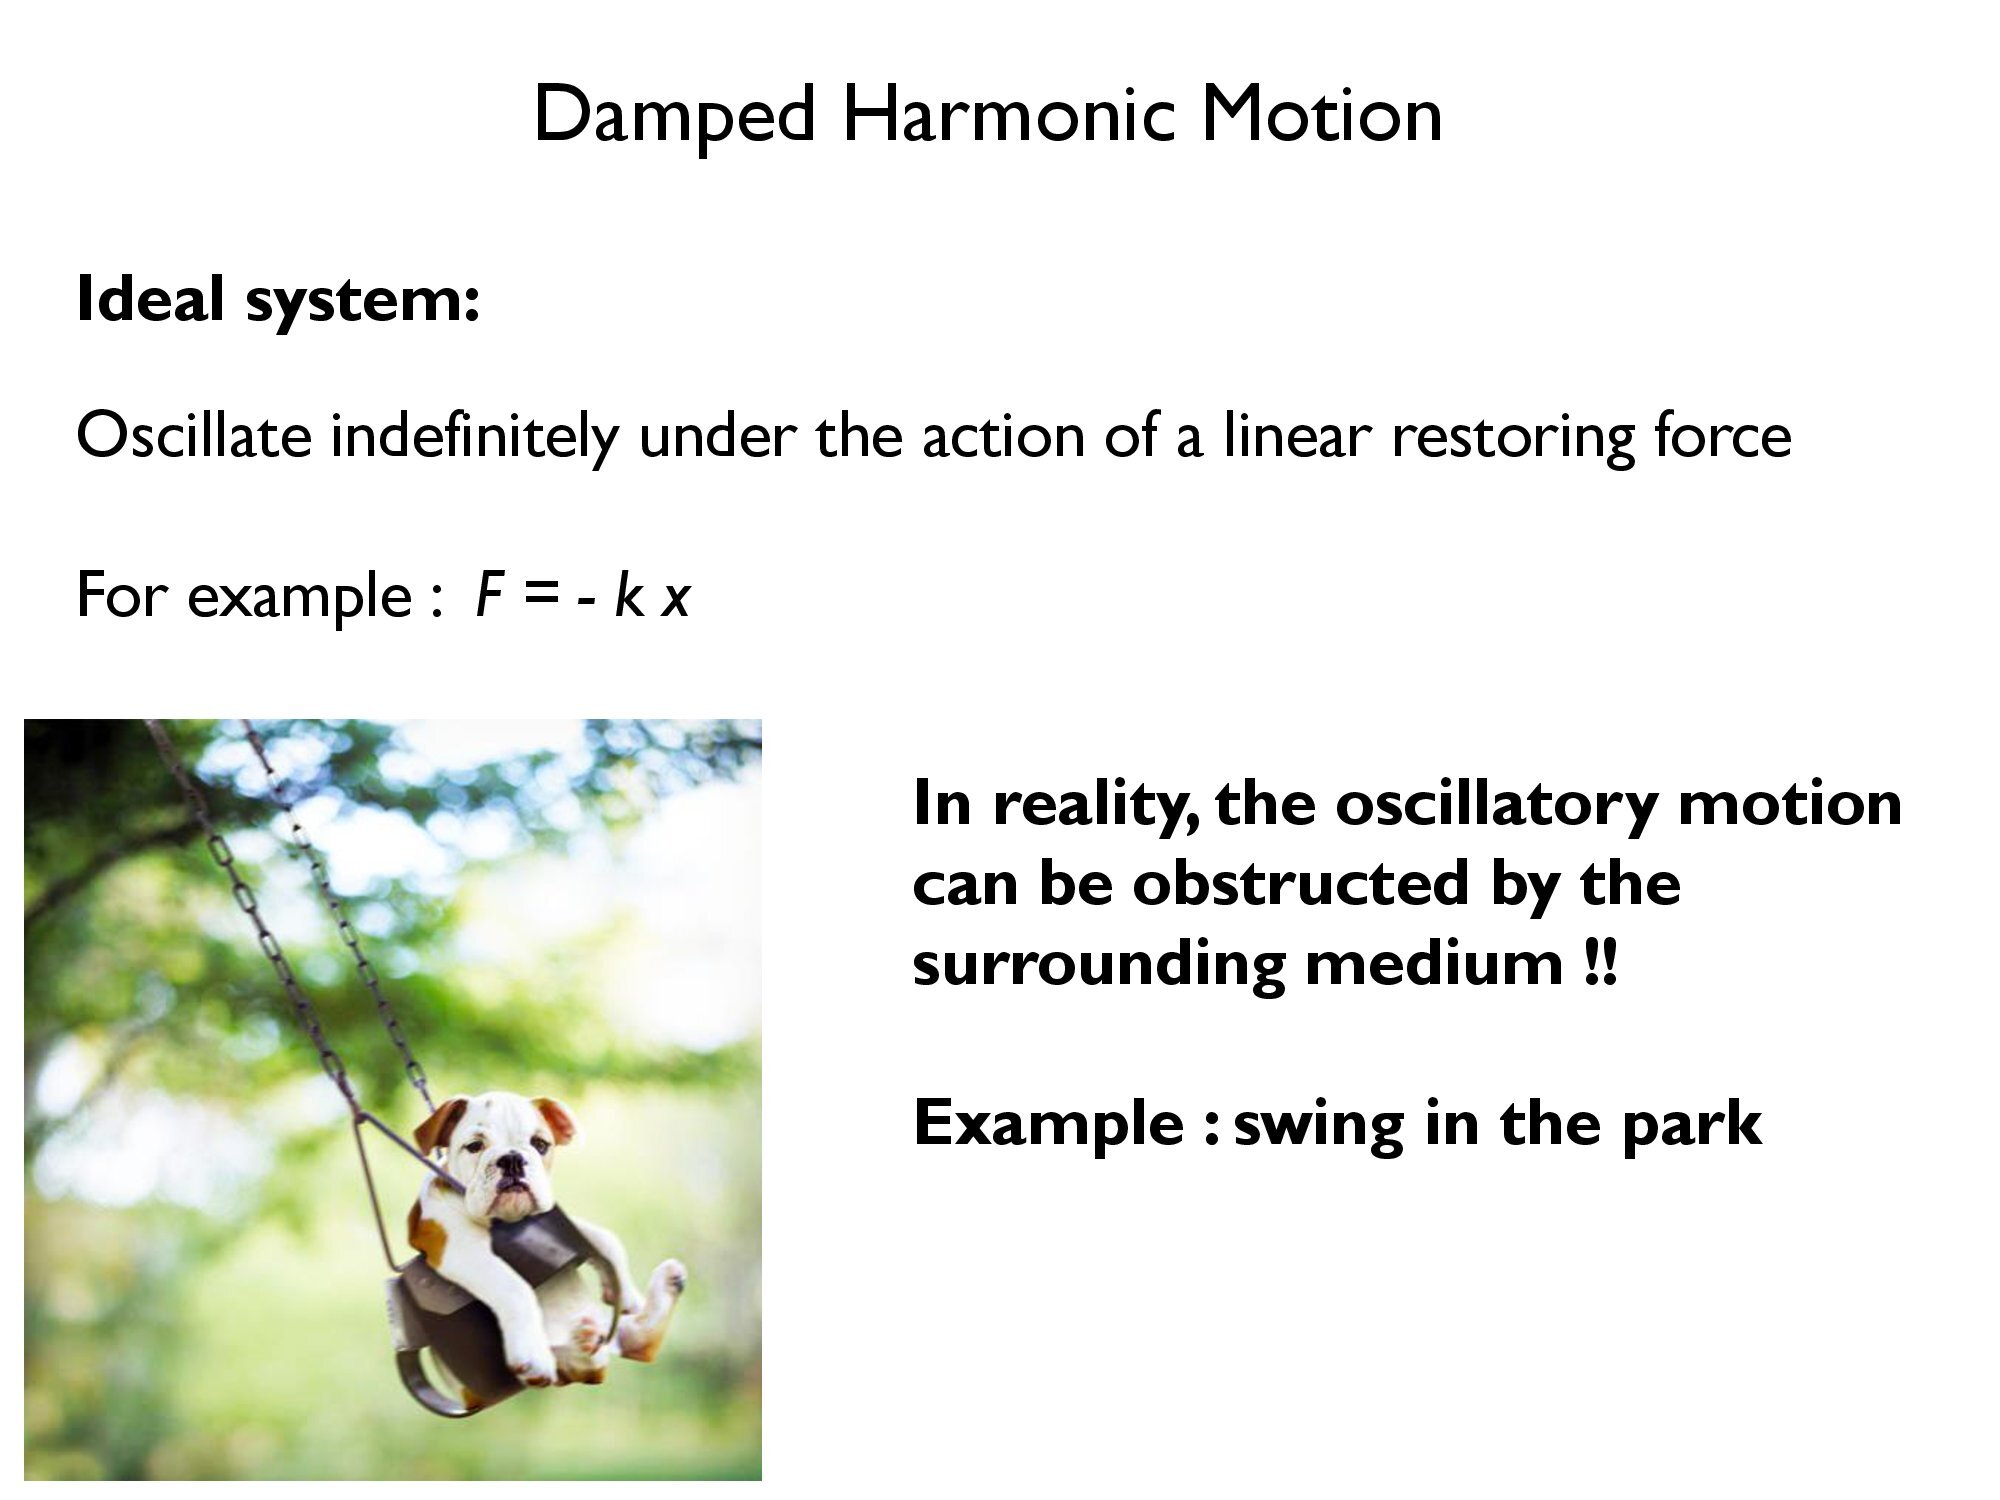 Damped Harmonic Motion
Ideal system:
Oscillate indefinitely under the action of a linear restoring force
For example : F = - k x
In reality, the oscillatory motion
can be obstructed by the
surrounding medium !!
Example : swing in the park